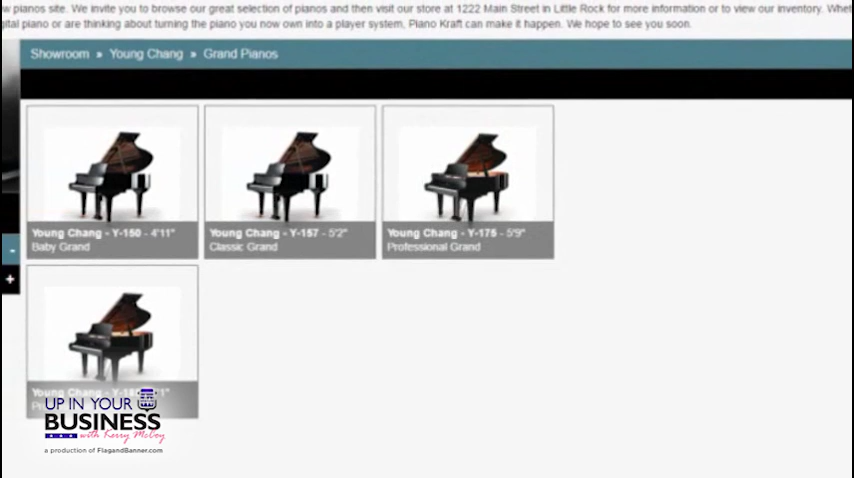 w pianos site. We invite you to browse our great selection of pianos and then visit our store at 1222 Main Street in Little Rock for more information or to view our inventory. Whet
gital piano or are thinking about turning the piano you now own into a player system, Piano Kraft can make it happen. We hope to see you soon.
Showroom » Young Chang » Grand Pianos
Young Chang - Y-150 - 4'11"
Baby Grand
Young Chang - Y-157 - 5'2"
Classic Grand
Young Chang - Y-175 - 5'9"
Professional Grand
-
+
Young Chang
UP IN YOUR
BUSINESS
with Kerry McCoy
a production of FlagandBanner.com